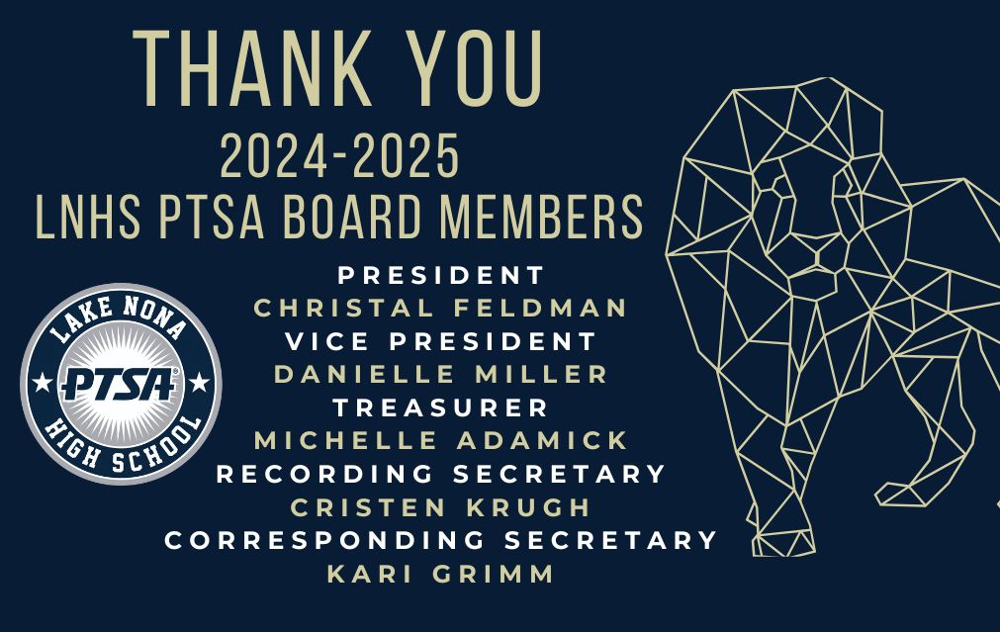 THANK YOU
2024-2025
LNHS PTSA BOARD MEMBERS
PRESIDENT
CHRISTAL FELDMAN
VICE PRESIDENT
DANIELLE MILLER
TREASURER
MICHELLE ADAMICK
RECORDING SECRETARY
CRISTEN KRUGH
CORRESPONDING SECRETARY
KARI GRIMM
LAKE NONA
PTSA®
HIGH SCHOOL